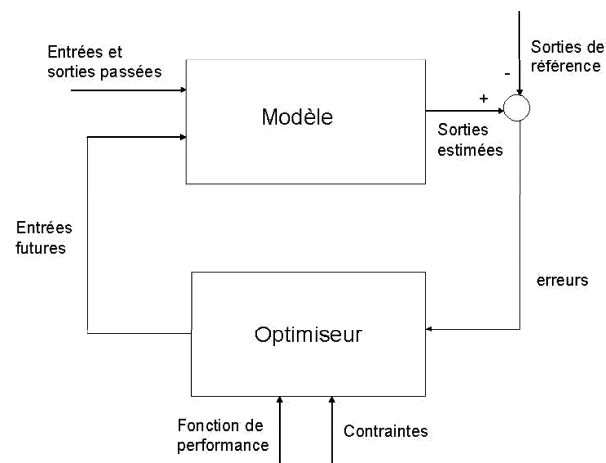 Entrées et
sorties passées
Sorties de
référence
-
+
Modèle
Sorties
estimées
Entrées
futures
erreurs
Optimiseur
Fonction de
performance
Contraintes